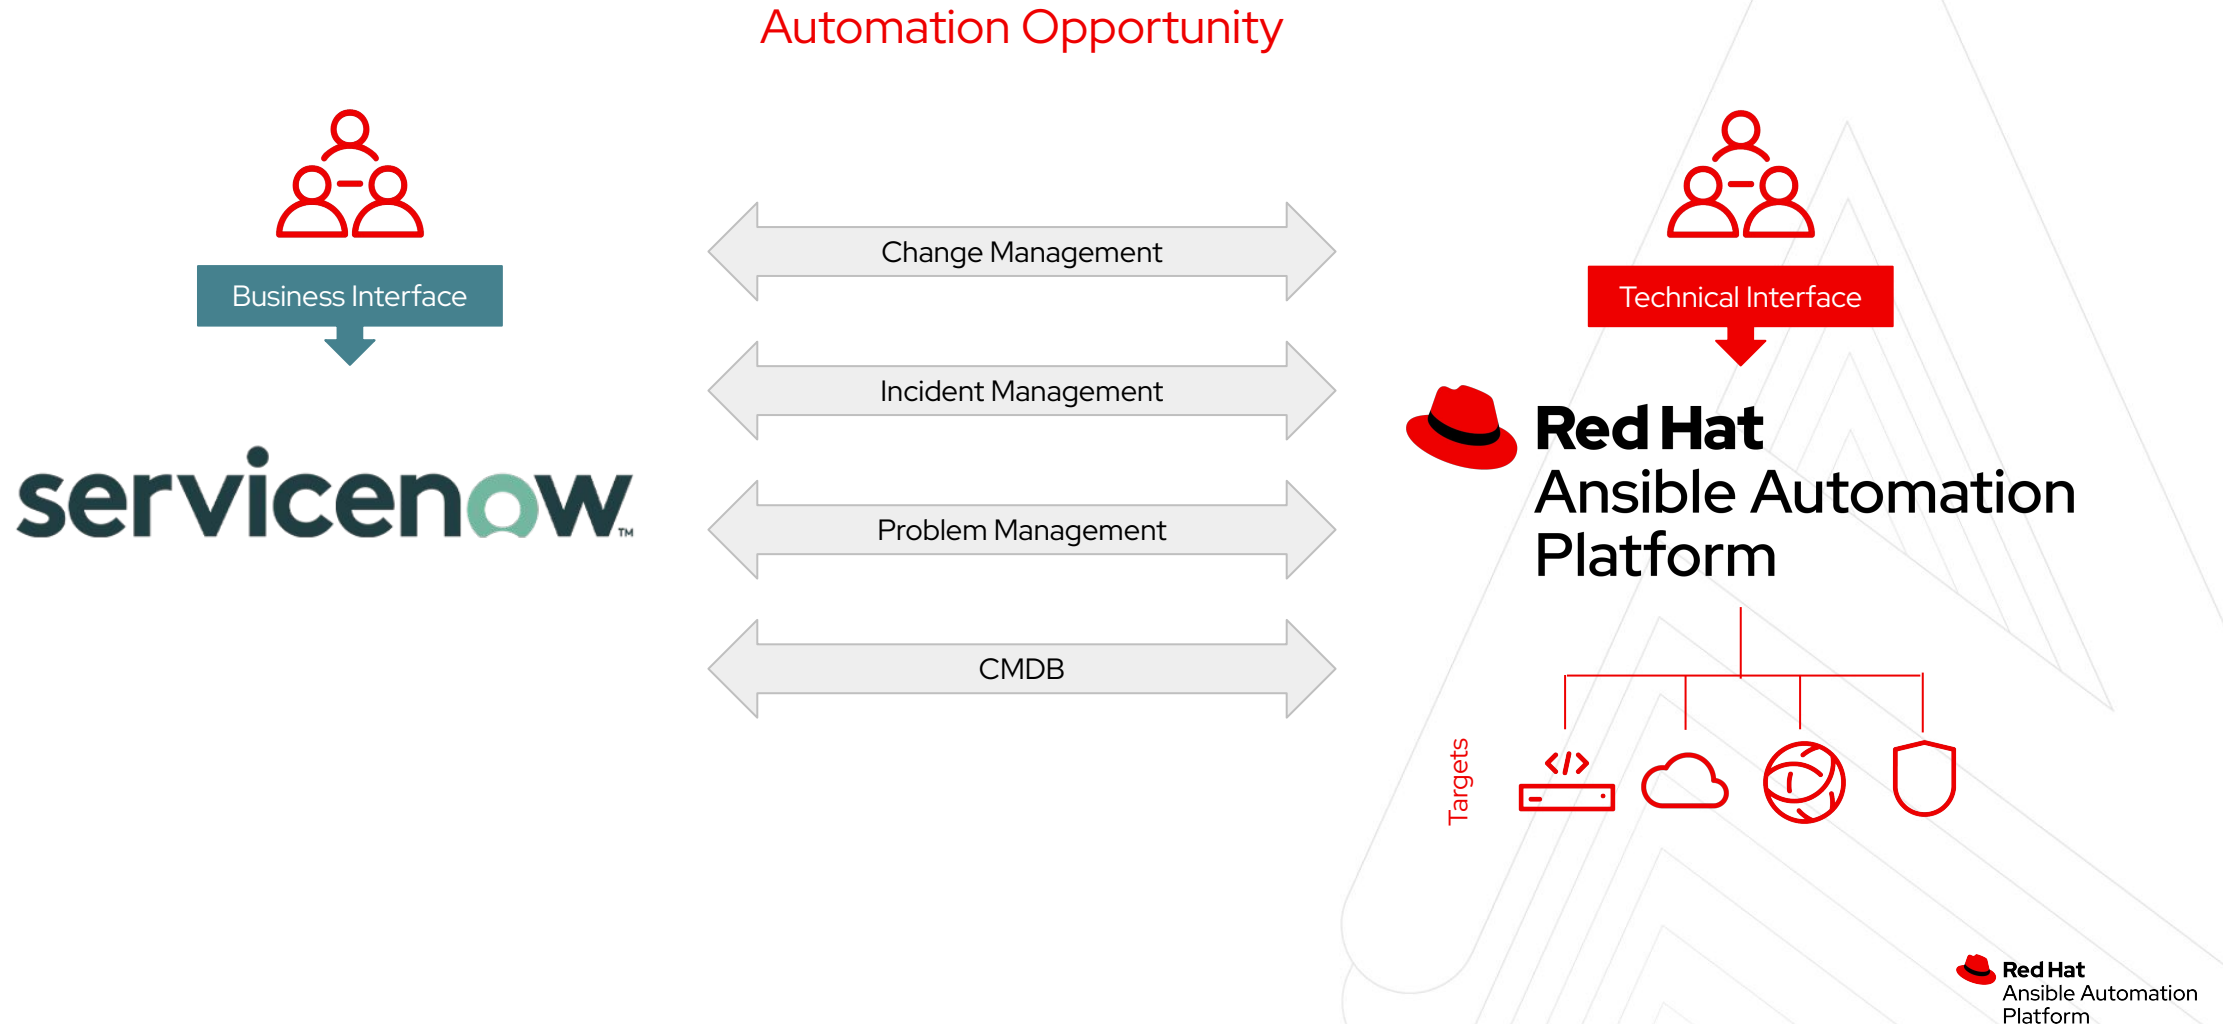 Automation Opportunity
Business Interface
servicenow™
Change Management
Incident Management
Problem Management
CMDB
Technical Interface
Red Hat
Ansible Automation
Platform
Targets
</>
Red Hat
Ansible Automation
Platform